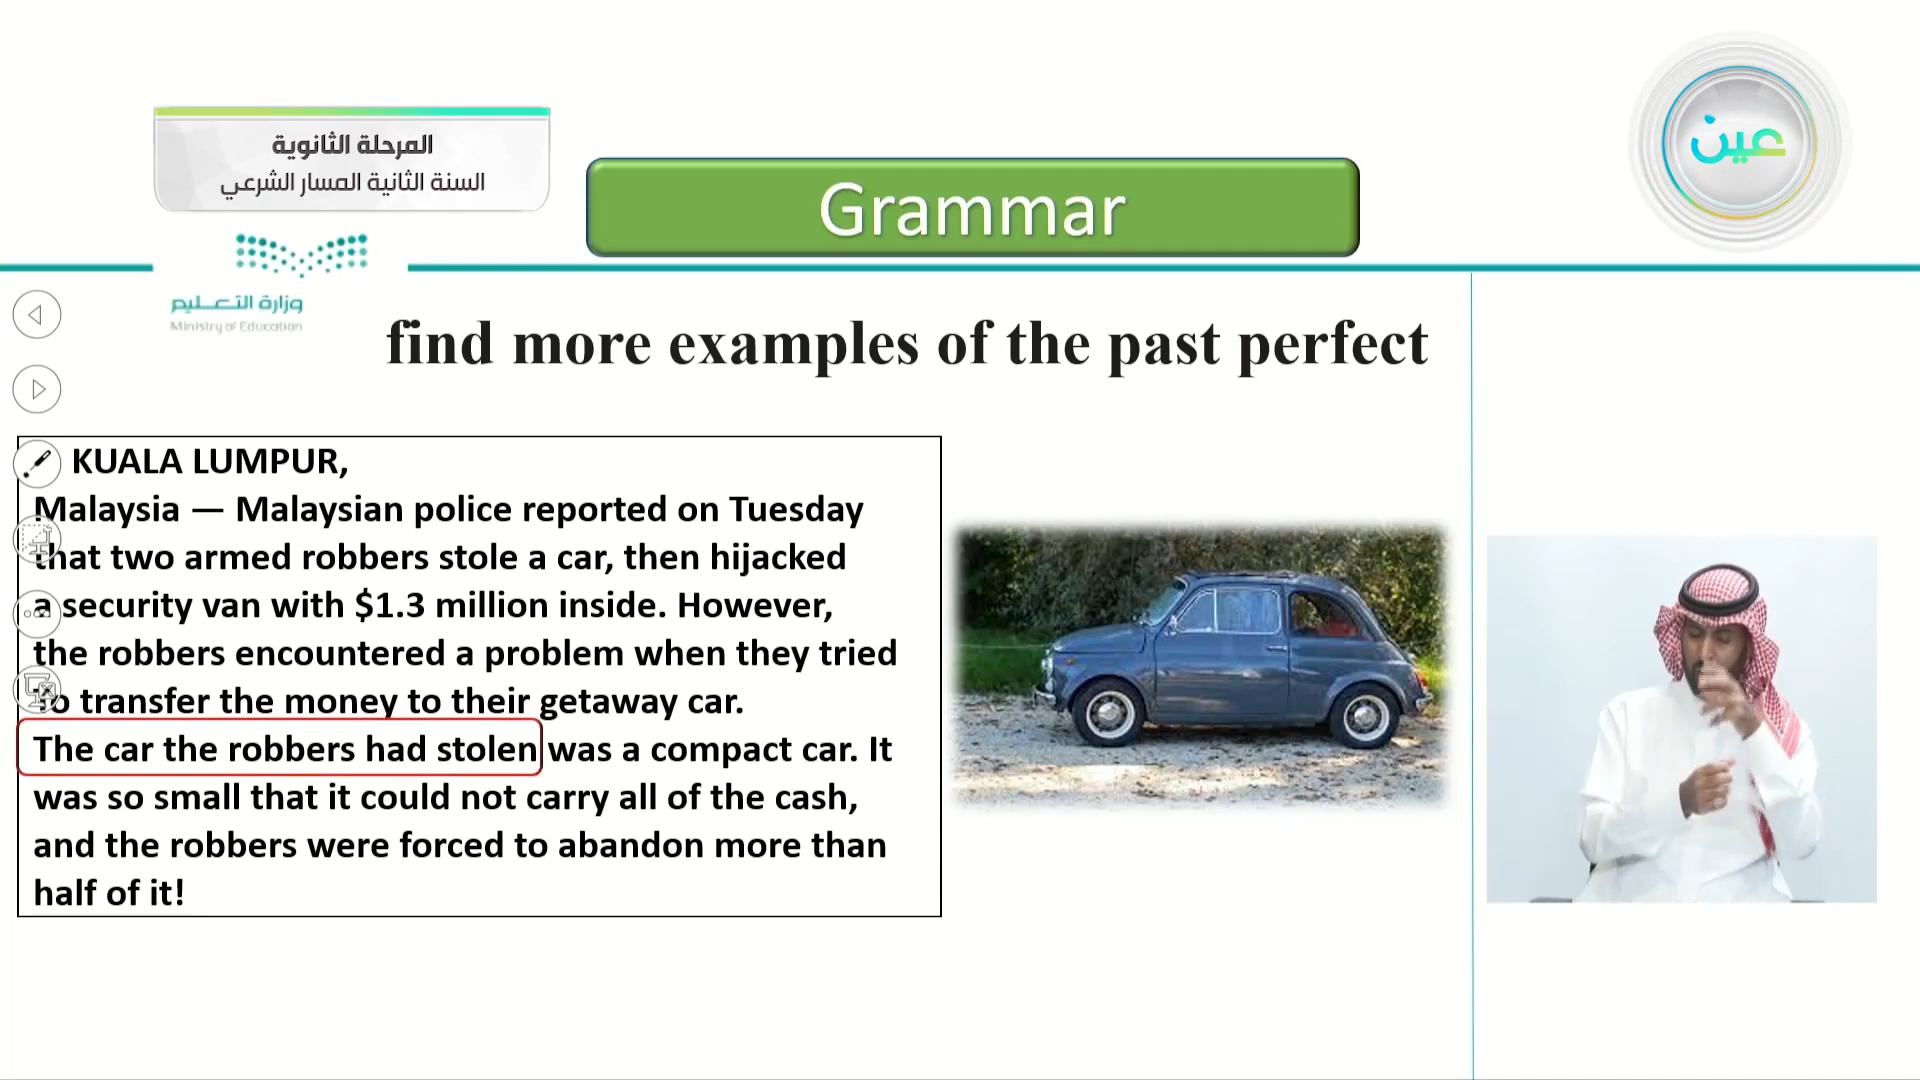 المرحلة الثانوية
السنة الثانية المسار الشرعي
عين
Grammar
وزارة التعليم
Ministry of Education
find more examples of the past perfect
KUALA LUMPUR,
Malaysia — Malaysian police reported on Tuesday
that two armed robbers stole a car, then hijacked
a security van with $1.3 million inside. However,
the robbers encountered a problem when they tried
to transfer the money to their getaway car.
The car the robbers had stolen was a compact car. It
was so small that it could not carry all of the cash,
and the robbers were forced to abandon more than
half of it!